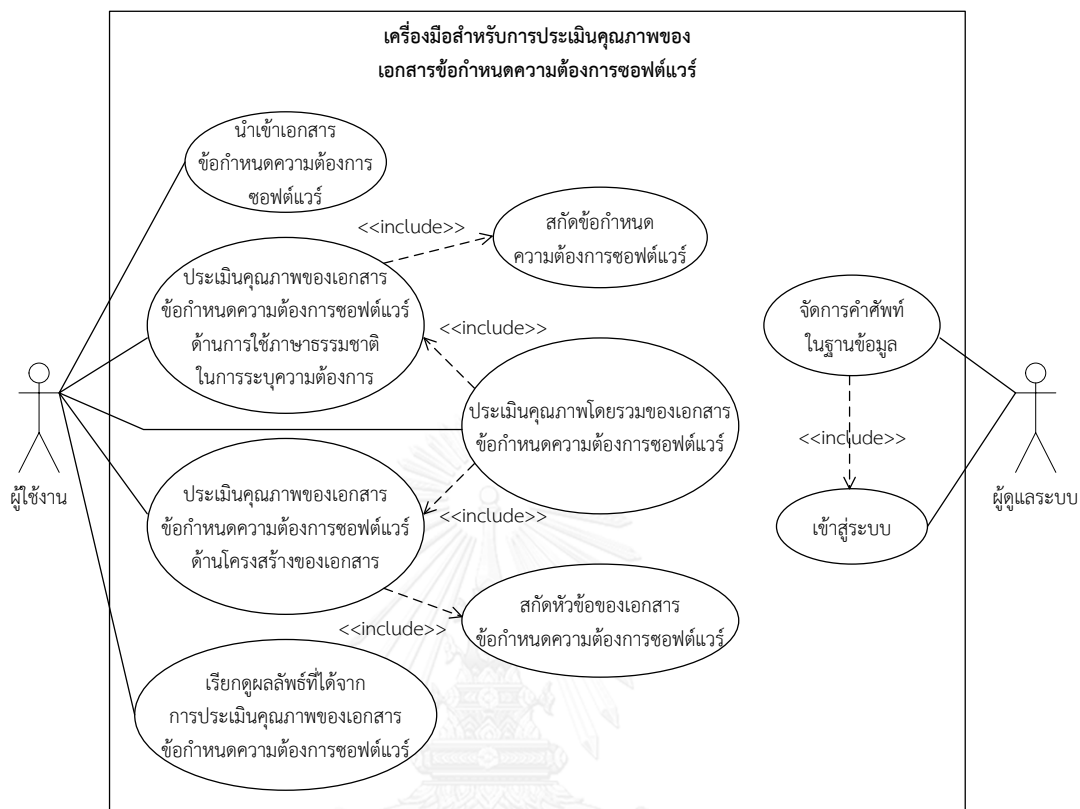 เครื่องมือสำหรับการประเมินคุณภาพของ
เอกสารข้อกำหนดความต้องการซอฟต์แวร์
นำเข้าเอกสาร
ข้อกำหนดความต้องการ
ซอฟต์แวร์
<<include>>
สกัดข้อกำหนด
ความต้องการซอฟต์แวร์
ประเมินคุณภาพของเอกสาร
ข้อกำหนดความต้องการซอฟต์แวร์
ด้านการใช้ภาษาธรรมชาติ
ในการระบุความต้องการ
<<include>>
จัดการคำศัพท์
ในฐานข้อมูล
ประเมินคุณภาพโดยรวมของเอกสาร
ข้อกำหนดความต้องการซอฟต์แวร์
<<include>>
ผู้ใช้งาน
ผู้ดูแลระบบ
ประเมินคุณภาพของเอกสาร
ข้อกำหนดความต้องการซอฟต์แวร์
ด้านโครงสร้างของเอกสาร
<<include>>
เข้าสู่ระบบ
<<include>>
สกัดหัวข้อของเอกสาร
ข้อกำหนดความต้องการซอฟต์แวร์
เรียกดูผลลัพธ์ที่ได้จาก
การประเมินคุณภาพของเอกสาร
ข้อกำหนดความต้องการซอฟต์แวร์